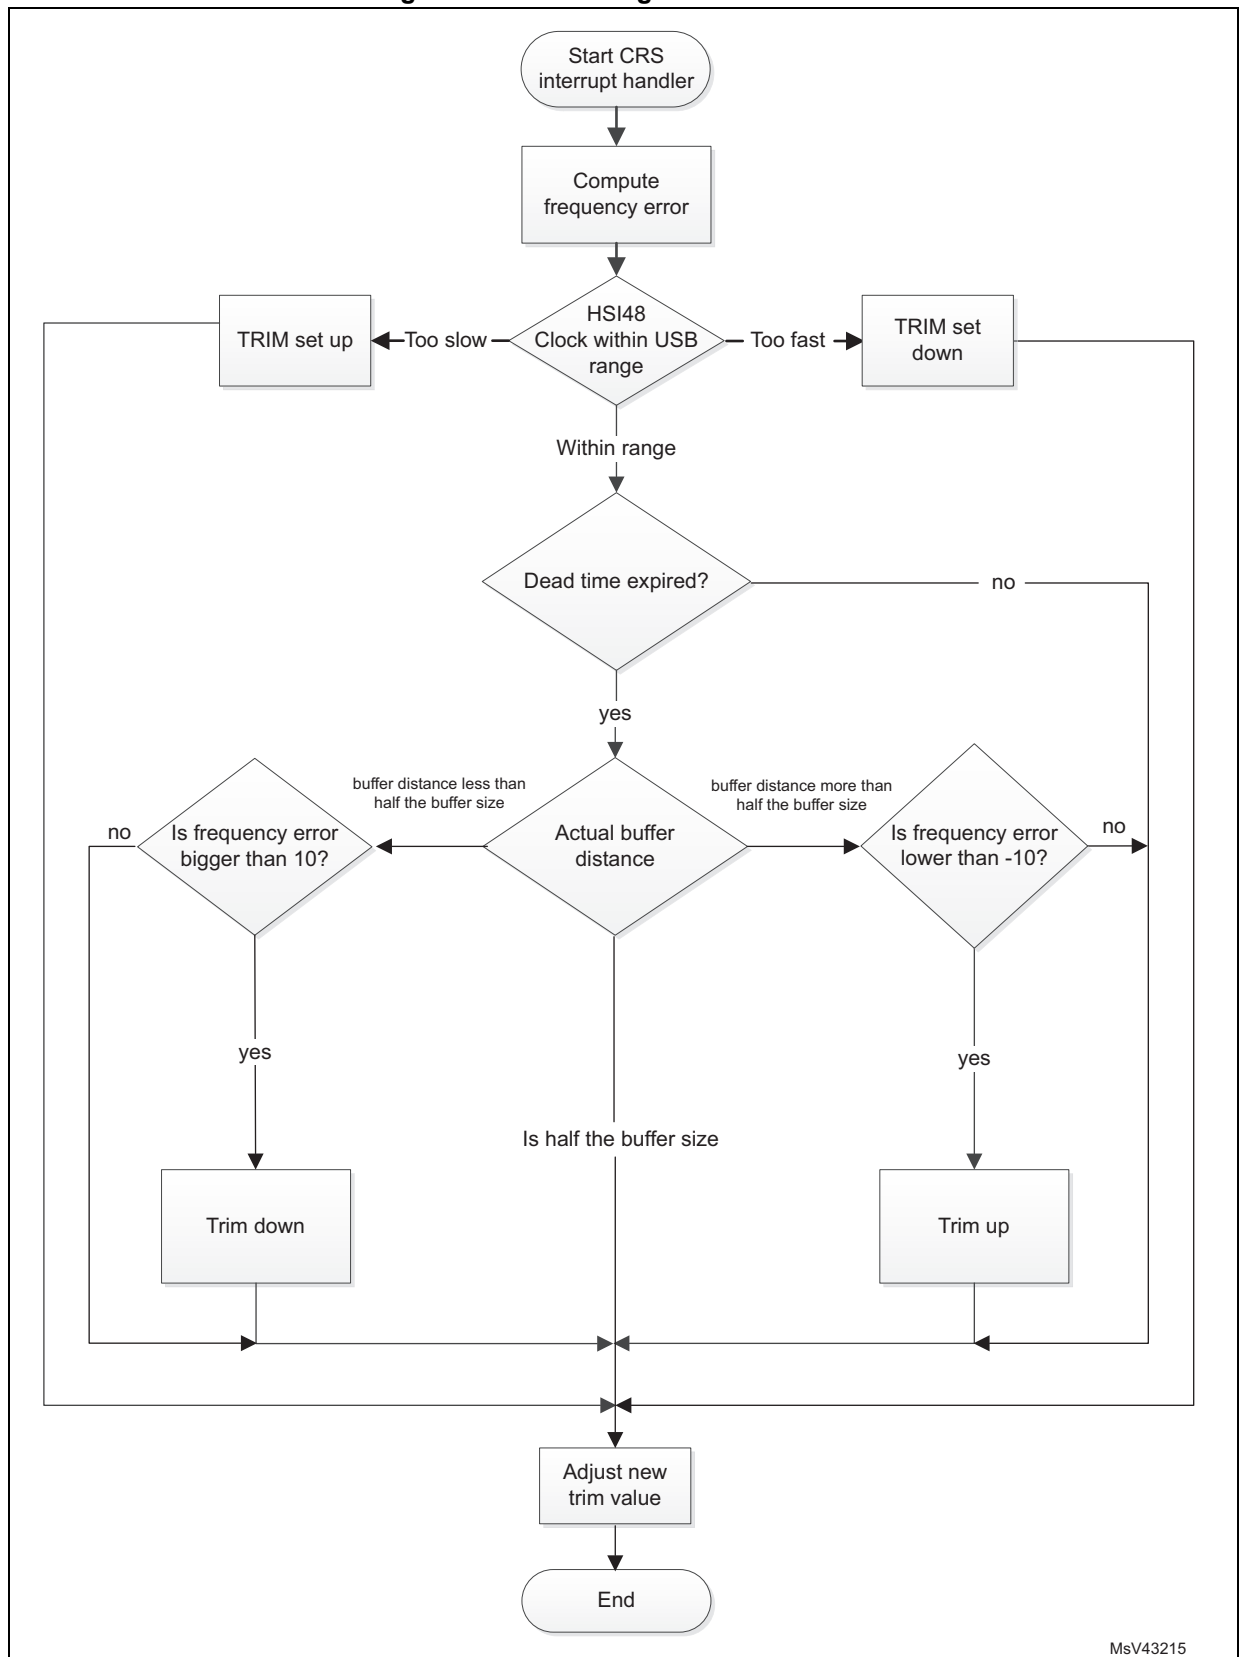 Start CRS
interrupt handler
Compute
frequency error
HSI48
Clock within USB
range
TRIM set up
Too slow
Too fast
TRIM set
down
Within range
Dead time expired?
no
yes
buffer distance less than
half the buffer size
buffer distance more than
half the buffer size
no
Is frequency error
bigger than 10?
Actual buffer
distance
Is frequency error
lower than -10?
no
yes
yes
Is half the buffer size
Trim down
Trim up
Adjust new
trim value
End
MsV43215